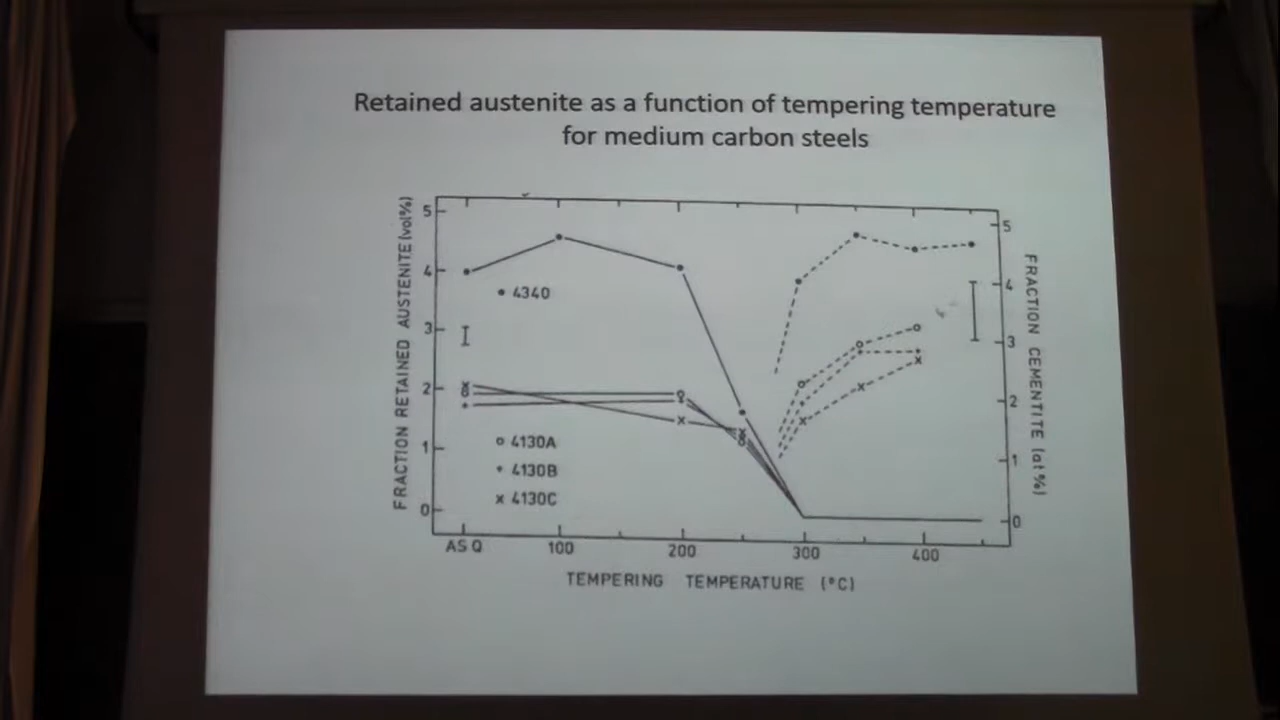 Retained austenite as a function of tempering temperature
for medium carbon steels
FRACTION RETAINED AUSTENITE (vol%)
5
4
3
2
1
0
• 4340
o 4130A
+ 4130B
x 4130C
5
4
3
2
1
0
FRACTION CEMENTITE (at %)
AS Q 100 200 300 400
TEMPERING TEMPERATURE (°C)